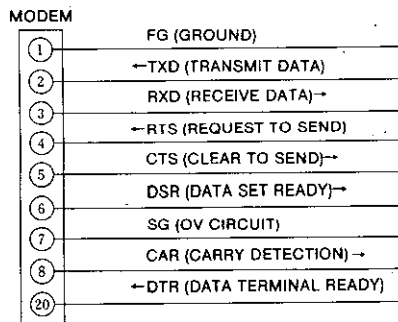 MODEM
FG (GROUND)
1
←TXD (TRANSMIT DATA)
2
RXD (RECEIVE DATA)→
3
←RTS (REQUEST TO SEND)
4
CTS (CLEAR TO SEND)→
5
DSR (DATA SET READY)→
6
SG (OV CIRCUIT)
7
CAR (CARRY DETECTION)→
8
←DTR (DATA TERMINAL READY)
20